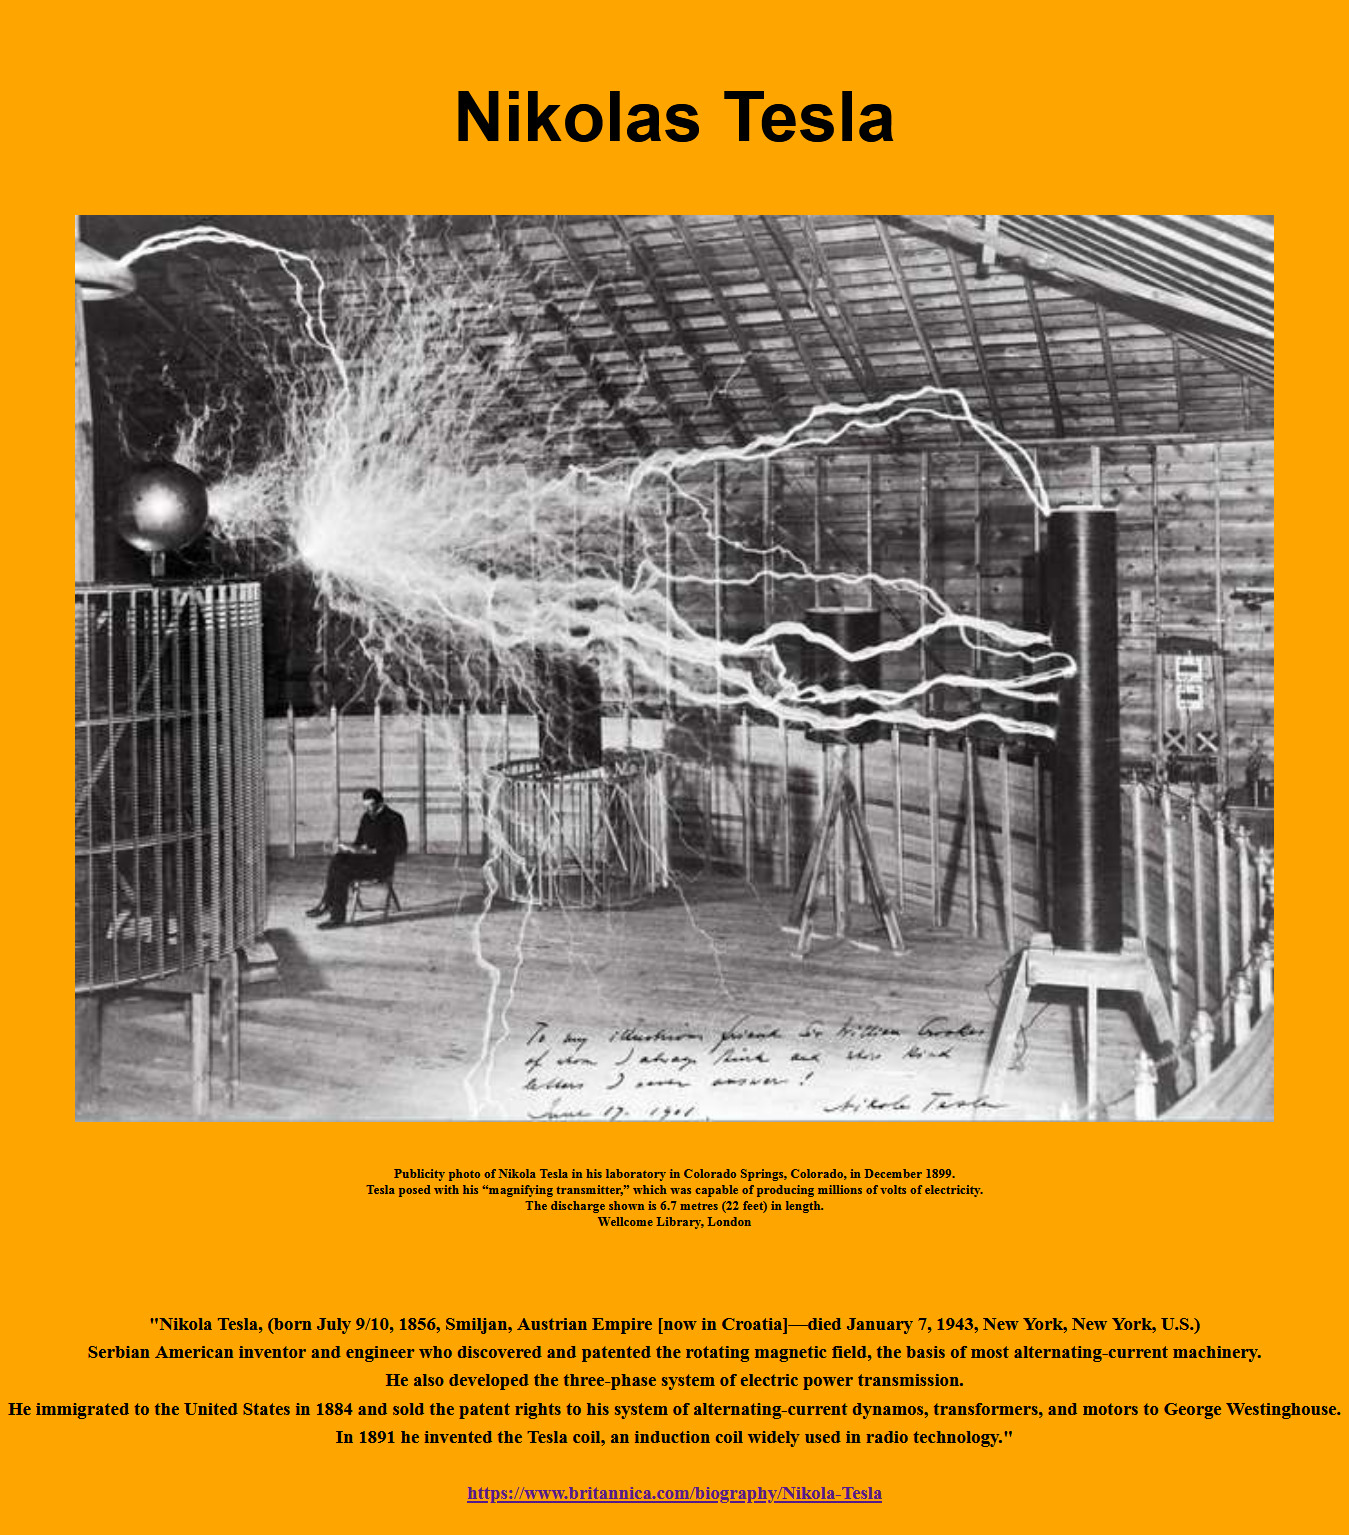 Nikolas Tesla
To my illustrious friend Sir William Crookes
of whom I always think and whose kind
letters I never answer!
June 17. 1901.
Nikola Tesla
Publicity photo of Nikola Tesla in his laboratory in Colorado Springs, Colorado, in December 1899.
Tesla posed with his “magnifying transmitter,” which was capable of producing millions of volts of electricity.
The discharge shown is 6.7 metres (22 feet) in length.
Wellcome Library, London
"Nikola Tesla, (born July 9/10, 1856, Smiljan, Austrian Empire [now in Croatia]—died January 7, 1943, New York, New York, U.S.)
Serbian American inventor and engineer who discovered and patented the rotating magnetic field, the basis of most alternating-current machinery.
He also developed the three-phase system of electric power transmission.
He immigrated to the United States in 1884 and sold the patent rights to his system of alternating-current dynamos, transformers, and motors to George Westinghouse.
In 1891 he invented the Tesla coil, an induction coil widely used in radio technology."
https://www.britannica.com/biography/Nikola-Tesla